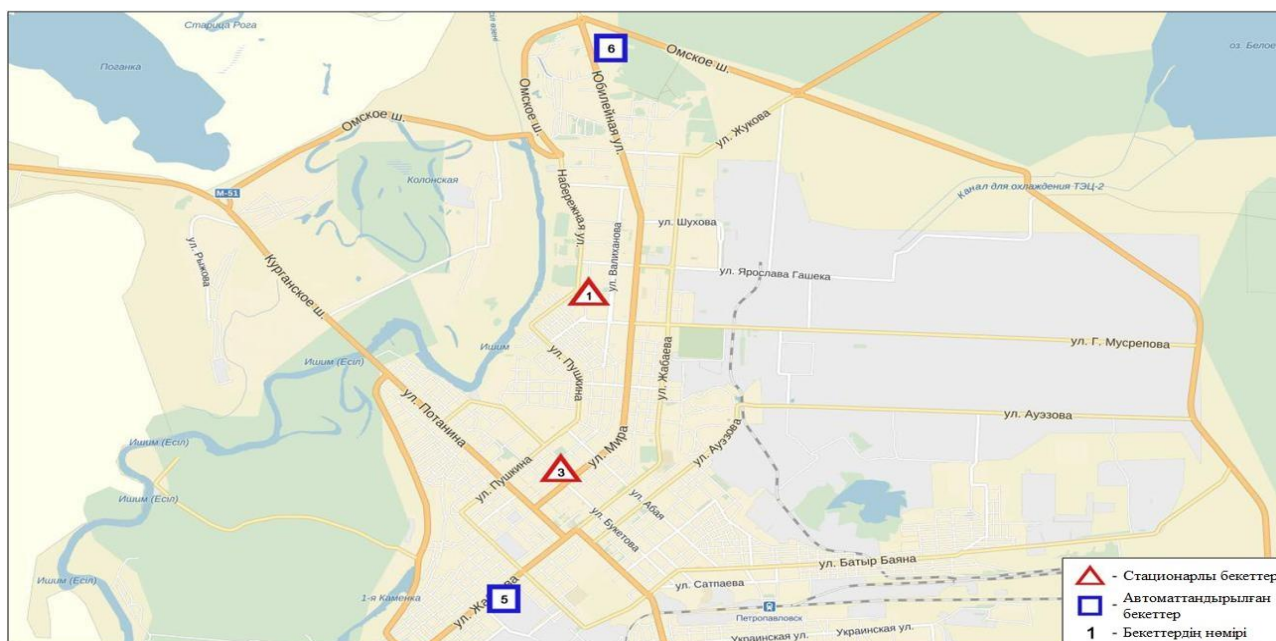 Старица Рога
Поганка
6
Омское ш.
оз. Белое
Омское ш.
Юбилейная ул.
Омское ш.
ул. Жукова
М-51
Колонская
Набережная ул.
Канал для охлаждения ТЭЦ-2
ул. Шухова
ул. Валиханова
ул. Рыжова
Курганское ш.
ул. Ярослава Гашека
1
Ишим
Ишим (Есіл)
ул. Пушкина
ул. Жабаева
ул. Г. Мусрепова
ул. Потанина
ул. Ауэзова
Ишим (Есіл)
ул. Мира
ул. Ауэзова
ул. Пушкина
3
Ишим (Есіл)
ул. Абая
ул. Букетова
ул. Батыр Баяна
Ишим (Есіл)
1-я Каменка
5
ул. Сатпаева
Петропавловск
Украинская ул.
Украинская ул.
- Стационарлы бекеттер
- Автоматтандырылған
бекеттер
1 - Бекеттердің нөмірі